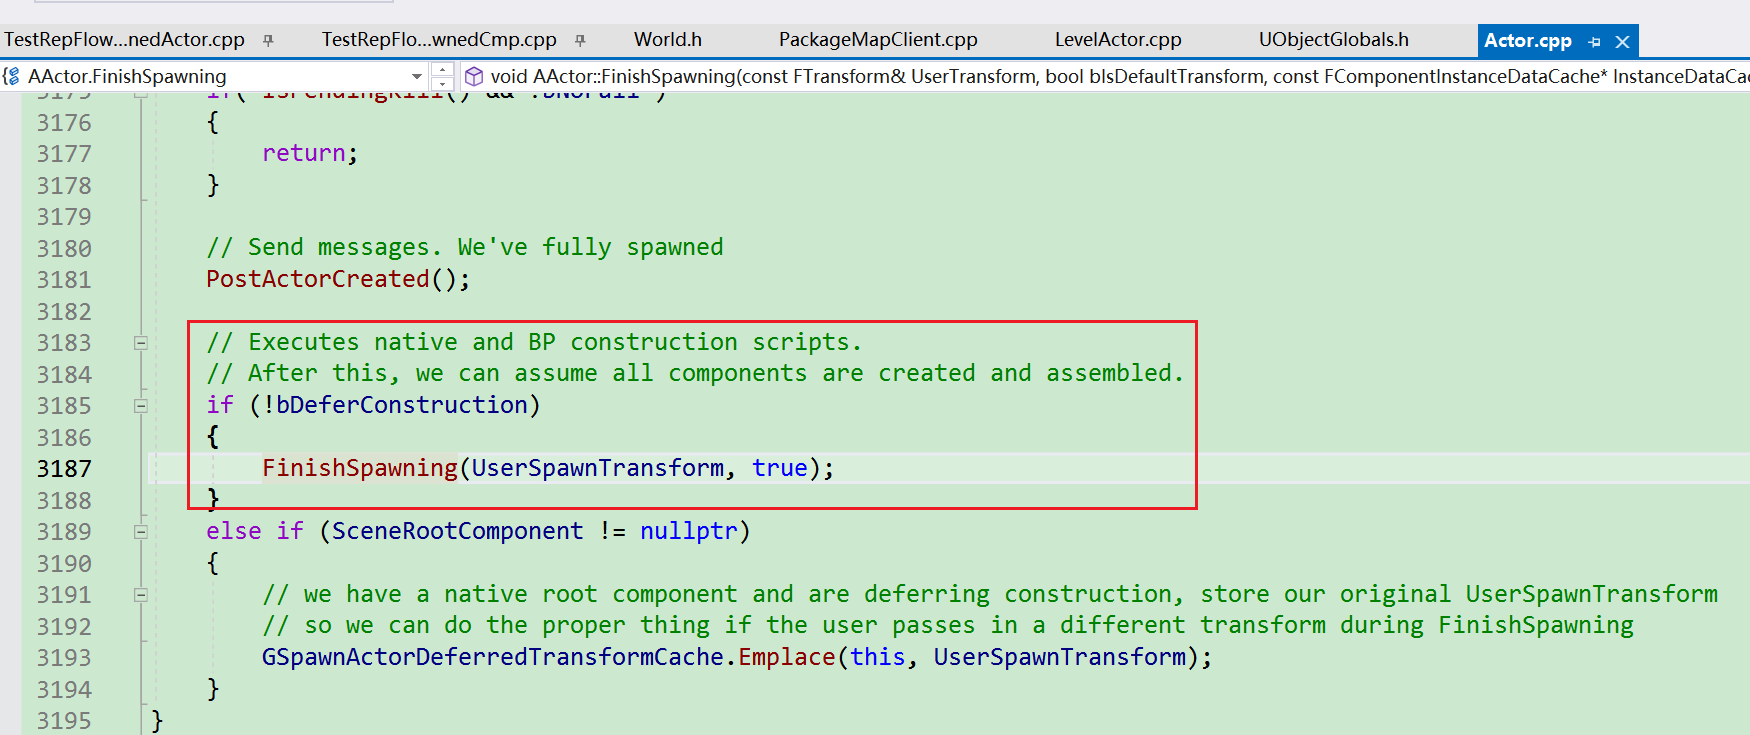 TestRepFlow...nedActor.cpp TestRepFlo...wnedCmp.cpp World.h PackageMapClient.cpp LevelActor.cpp UObjectGlobals.h Actor.cpp
AActor.FinishSpawning void AActor::FinishSpawning(const FTransform& UserTransform, bool bIsDefaultTransform, const FComponentInstanceDataCache* InstanceDataCac
3175 if( IsPendingKill() && !bNoFail )
3176 {
3177 return;
3178 }
3179
3180 // Send messages. We've fully spawned
3181 PostActorCreated();
3182
3183 // Executes native and BP construction scripts.
3184 // After this, we can assume all components are created and assembled.
3185 if (!bDeferConstruction)
3186 {
3187 FinishSpawning(UserSpawnTransform, true);
3188 }
3189 else if (SceneRootComponent != nullptr)
3190 {
3191 // we have a native root component and are deferring construction, store our original UserSpawnTransform
3192 // so we can do the proper thing if the user passes in a different transform during FinishSpawning
3193 GSpawnActorDeferredTransformCache.Emplace(this, UserSpawnTransform);
3194 }
3195 }